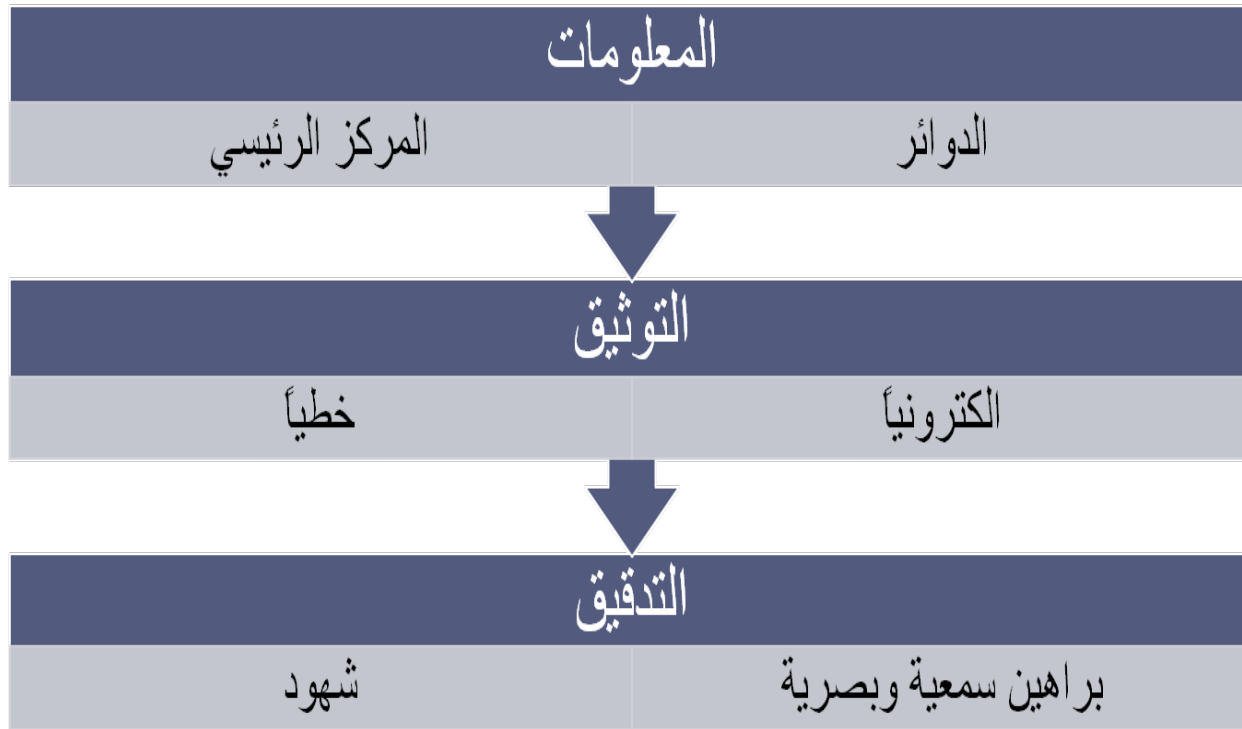 المعلومات
الدوائر
المركز الرئيسي
التوثيق
الكترونياً
خطياً
التدقيق
براهين سمعية وبصرية
شهود